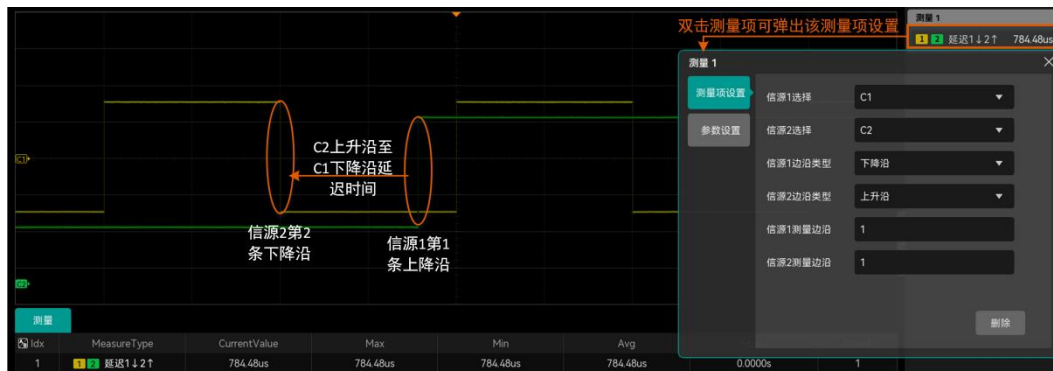 双击测量项可弹出该测量项设置
测量 1
1 2 延迟1↓2↑ 784.48us
测量 1
测量项设置
参数设置
信源1选择 C1
信源2选择 C2
信源1边沿类型 下降沿
信源2边沿类型 上升沿
信源1测量边沿 1
信源2测量边沿 1
删除
C2上升沿至
C1下降沿延
迟时间
信源2第2
条下降沿
信源1第1
条上降沿
C1
C2
测量
Idx MeasureType CurrentValue Max Min Avg
1 1 2 延迟1↓2↑ 784.48us 784.48us 784.48us 784.48us 0.0000s 1